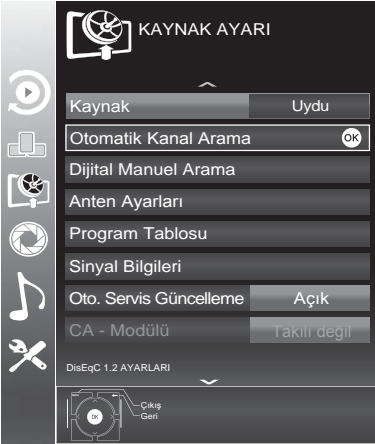 KAYNAK AYARI
Kaynak Uydu
Otomatik Kanal Arama OK
Dijital Manuel Arama
Anten Ayarları
Program Tablosu
Sinyal Bilgileri
Oto. Servis Güncelleme Açık
CA - Modülü Takılı değil
DisEqC 1.2 AYARLARI
Çıkış
Geri
OK